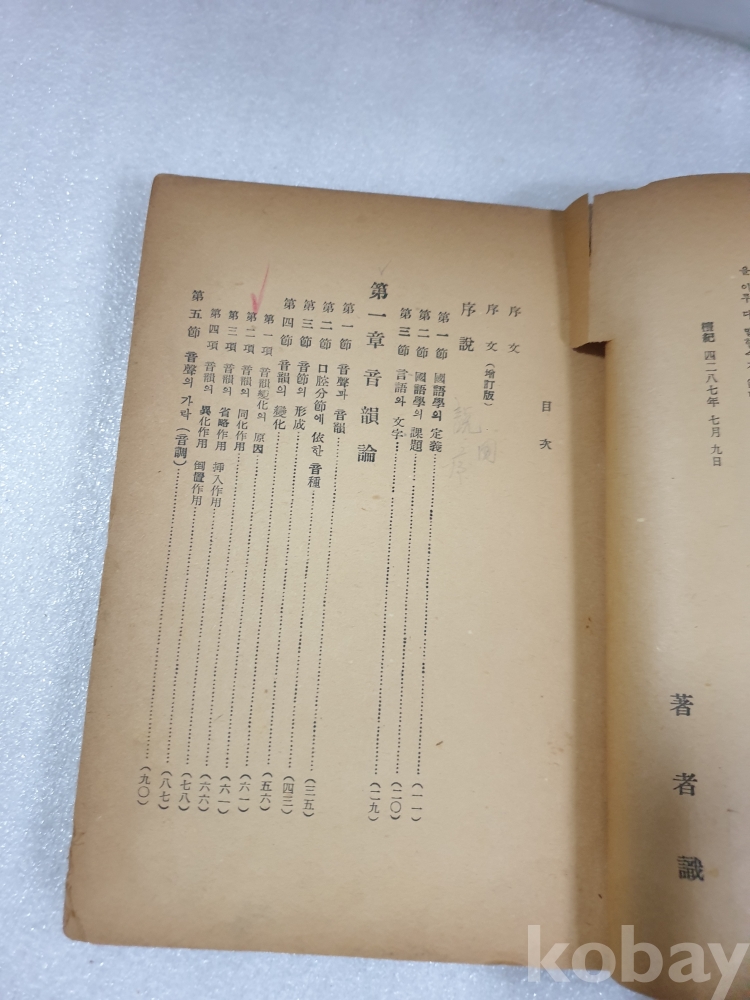 檀紀 四二八七年 七月 九日
著者識
目次
序文
序文(增訂版)
序說
第一節 國語學의 定義……(一一)
第二節 國語學의 課題……(二〇)
第三節 言語와 文字……(二九)
第一章 音韻論
第一節 音聲과 音韻……(三五)
第二節 口腔分節에 依한 音種……(四三)
第三節 音節의 形成……(五六)
第四節 音韻의 變化……(六一)
第一項 音韻變化의 原因……(六一)
第二項 音韻의 同化作用……(六六)
第三項 音韻의 省略作用 揷入作用……(七八)
第四項 音韻의 異化作用 倒置作用……(八七)
第五節 音聲의 가락(音調)……(九〇)
kobay